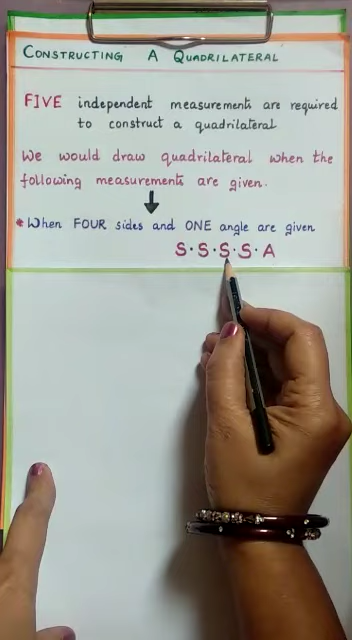 CONSTRUCTING A QUADRILATERAL
FIVE independent measurements are required
to construct a quadrilateral
We would draw quadrilateral when the
following measurements are given.
* When FOUR sides and ONE angle are given
S.S.S.S.A